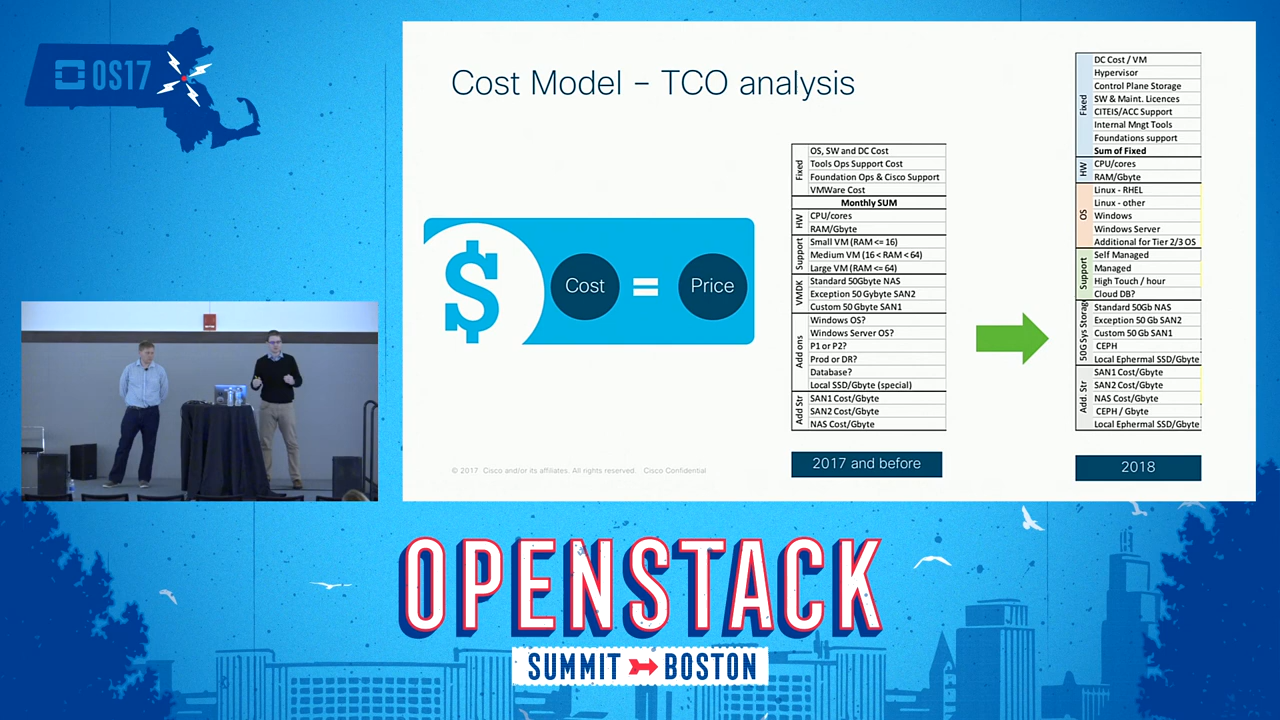 OS17
Cost Model – TCO analysis
$
Cost
=
Price
© 2017 Cisco and/or its affiliates. All rights reserved. Cisco Confidential
Fixed
OS, SW and DC Cost
Tools Ops Support Cost
Foundation Ops & Cisco Support
VMWare Cost
Monthly SUM
HW
CPU/cores
RAM/Gbyte
Support
Small VM (RAM <= 16)
Medium VM (16 < RAM < 64)
Large VM (RAM <= 64)
VMDK
Standard 50Gbyte NAS
Exception 50 Gybyte SAN2
Custom 50 Gbyte SAN1
Add ons
Windows OS?
Windows Server OS?
P1 or P2?
Prod or DR?
Database?
Local SSD/Gbyte (special)
Add Str
SAN1 Cost/Gbyte
SAN2 Cost/Gbyte
NAS Cost/Gbyte
2017 and before
Fixed
DC Cost / VM
Hypervisor
Control Plane Storage
SW & Maint. Licences
CITEIS/ACC Support
Internal Mngt Tools
Foundations support
Sum of Fixed
HW
CPU/cores
RAM/Gbyte
OS
Linux - RHEL
Linux - other
Windows
Windows Server
Additional for Tier 2/3 OS
Support
Self Managed
Managed
High Touch / hour
Cloud DB?
50G Sys Storag
Standard 50Gb NAS
Exception 50 Gb SAN2
Custom 50 Gb SAN1
CEPH
Local Ephermal SSD/Gbyte
Add. Str
SAN1 Cost/Gbyte
SAN2 Cost/Gbyte
NAS Cost/Gbyte
CEPH / Gbyte
Local Ephermal SSD/Gbyte
2018
OPENSTACK
SUMMIT BOSTON